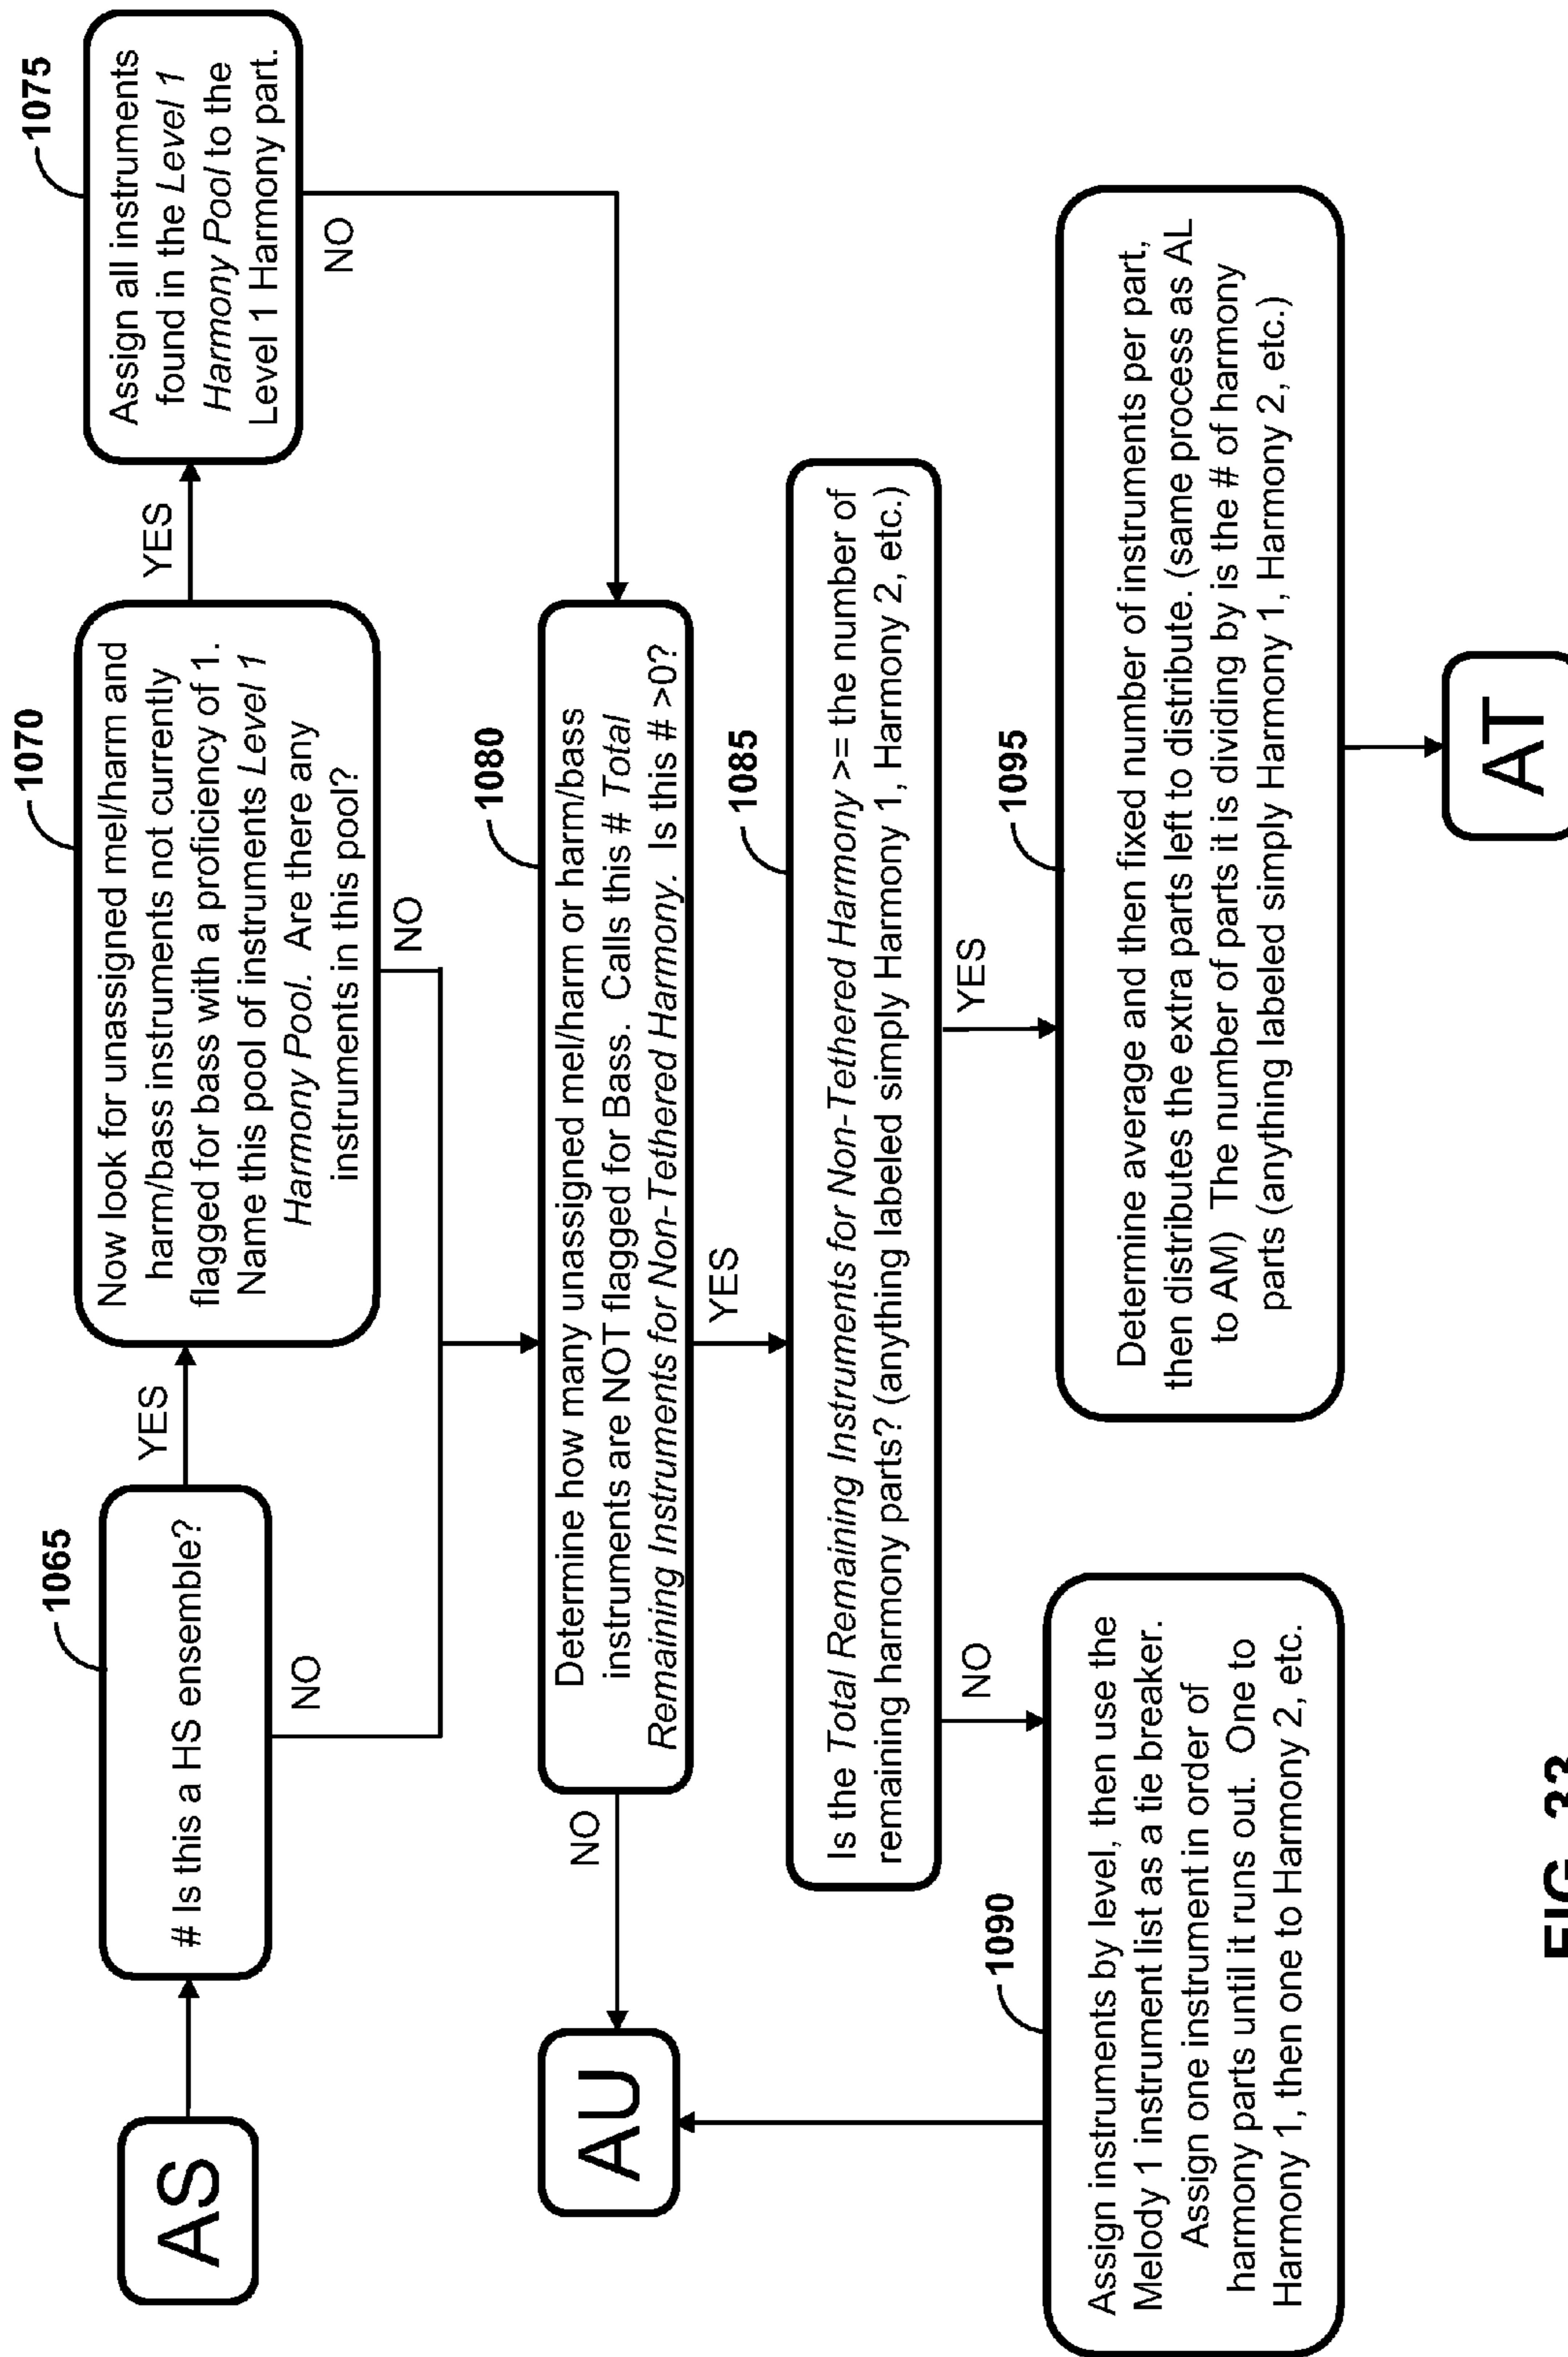 AS
1065
# Is this a HS ensemble?
YES
NO
1070
Now look for unassigned mel/harm and
harm/bass instruments not currently
flagged for bass with a proficiency of 1.
Name this pool of instruments Level 1
Harmony Pool. Are there any
instruments in this pool?
YES
NO
1075
Assign all instruments
found in the Level 1
Harmony Pool to the
Level 1 Harmony part.
NO
1080
Determine how many unassigned mel/harm or harm/bass
instruments are NOT flagged for Bass. Calls this # Total
Remaining Instruments for Non-Tethered Harmony. Is this # >0?
NO
AU
YES
1085
Is the Total Remaining Instruments for Non-Tethered Harmony >= the number of
remaining harmony parts? (anything labeled simply Harmony 1, Harmony 2, etc.)
NO
YES
1090
Assign instruments by level, then use the
Melody 1 instrument list as a tie breaker.
Assign one instrument in order of
harmony parts until it runs out. One to
Harmony 1, then one to Harmony 2, etc.
1095
Determine average and then fixed number of instruments per part,
then distributes the extra parts left to distribute. (same process as AL
to AM) The number of parts it is dividing by is the # of harmony
parts (anything labeled simply Harmony 1, Harmony 2, etc.)
AT
FIG.